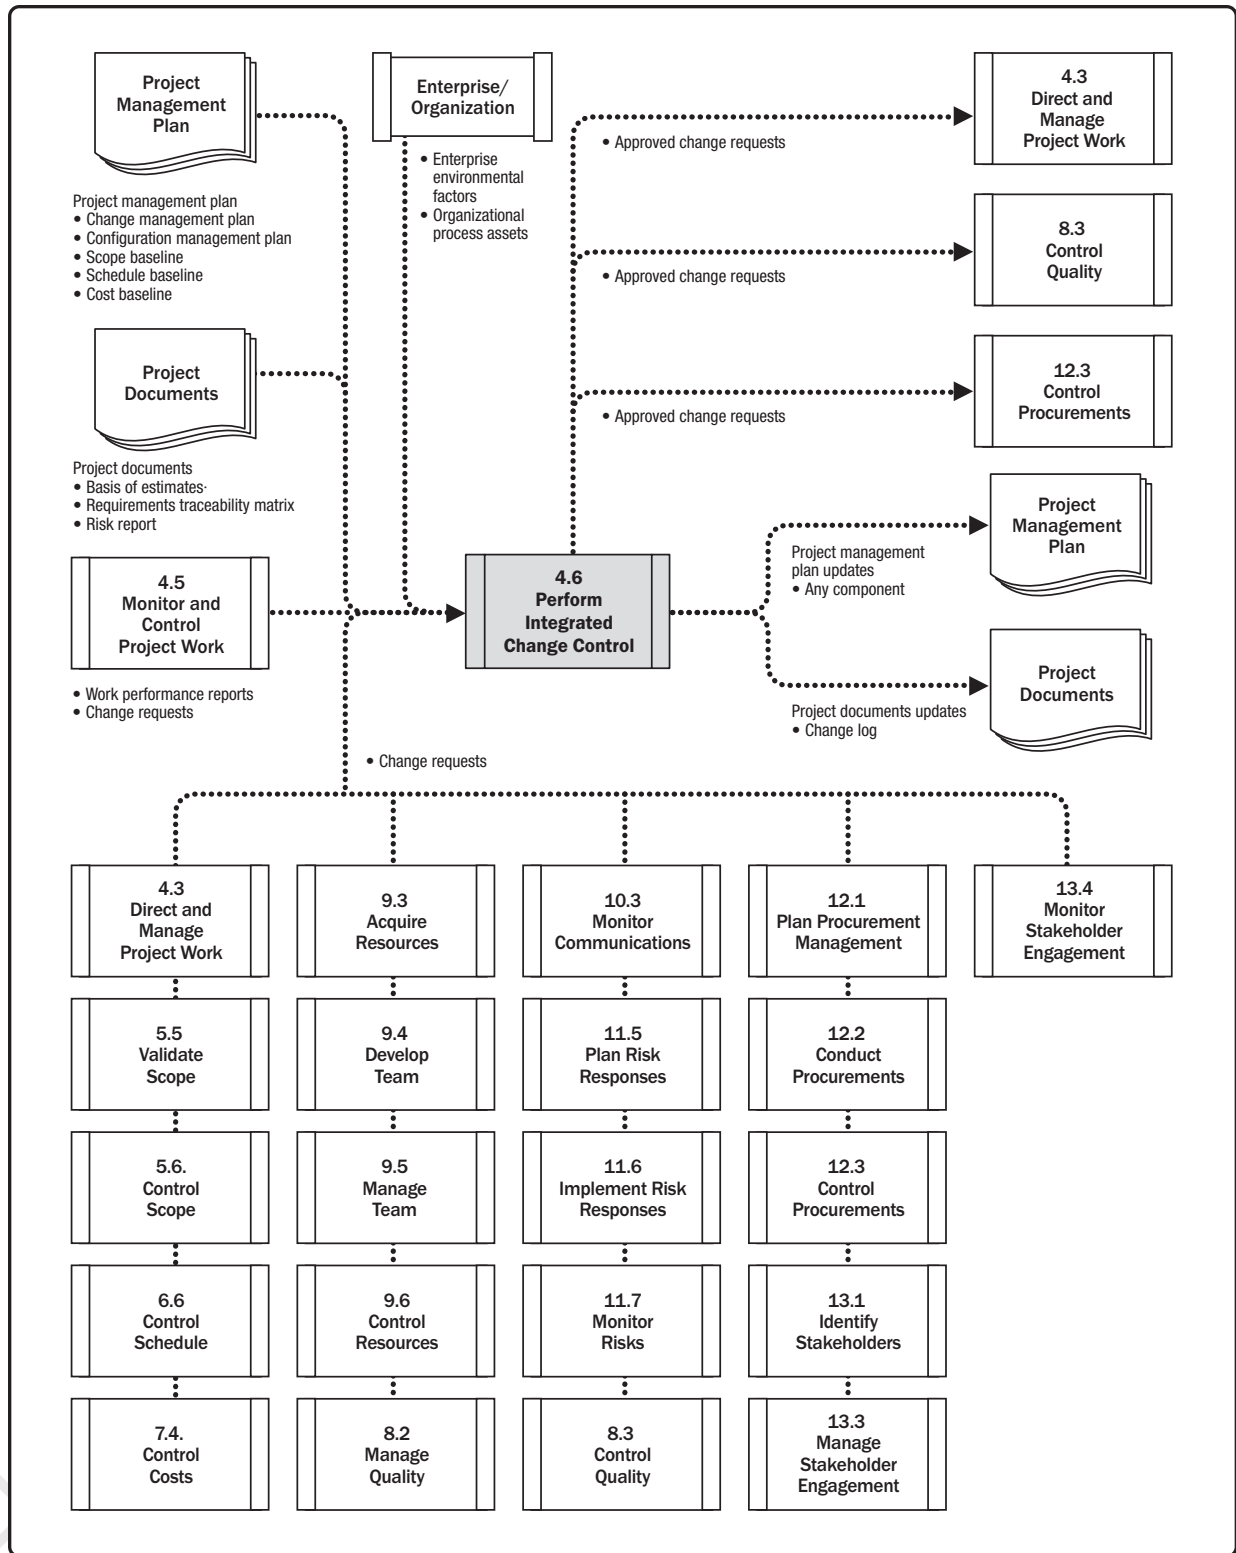 Project
Management
Plan
Project management plan
• Change management plan
• Configuration management plan
• Scope baseline
• Schedule baseline
• Cost baseline
Enterprise/
Organization
• Enterprise
environmental
factors
• Organizational
process assets
• Approved change requests
4.3
Direct and
Manage
Project Work
• Approved change requests
8.3
Control
Quality
• Approved change requests
12.3
Control
Procurements
Project
Documents
Project documents
• Basis of estimates·
• Requirements traceability matrix
• Risk report
4.5
Monitor and
Control
Project Work
• Work performance reports
• Change requests
4.6
Perform
Integrated
Change Control
Project management
plan updates
• Any component
Project
Management
Plan
Project documents updates
• Change log
Project
Documents
• Change requests
4.3
Direct and
Manage
Project Work
9.3
Acquire
Resources
10.3
Monitor
Communications
12.1
Plan Procurement
Management
13.4
Monitor
Stakeholder
Engagement
5.5
Validate
Scope
9.4
Develop
Team
11.5
Plan Risk
Responses
12.2
Conduct
Procurements
5.6.
Control
Scope
9.5
Manage
Team
11.6
Implement Risk
Responses
12.3
Control
Procurements
6.6
Control
Schedule
9.6
Control
Resources
11.7
Monitor
Risks
13.1
Identify
Stakeholders
7.4.
Control
Costs
8.2
Manage
Quality
8.3
Control
Quality
13.3
Manage
Stakeholder
Engagement